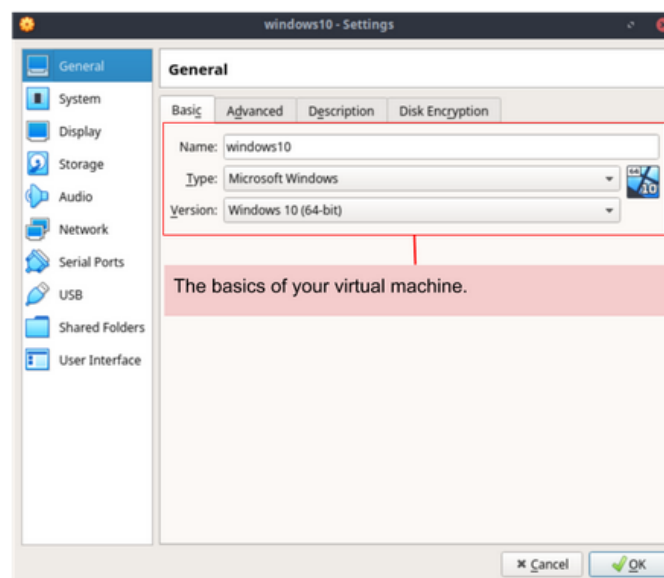 windows10 - Settings
General
System
Display
Storage
Audio
Network
Serial Ports
USB
Shared Folders
User Interface
General
Basic
Advanced
Description
Disk Encryption
Name: windows10
Type: Microsoft Windows
Version: Windows 10 (64-bit)
64
10
The basics of your virtual machine.
Cancel
OK